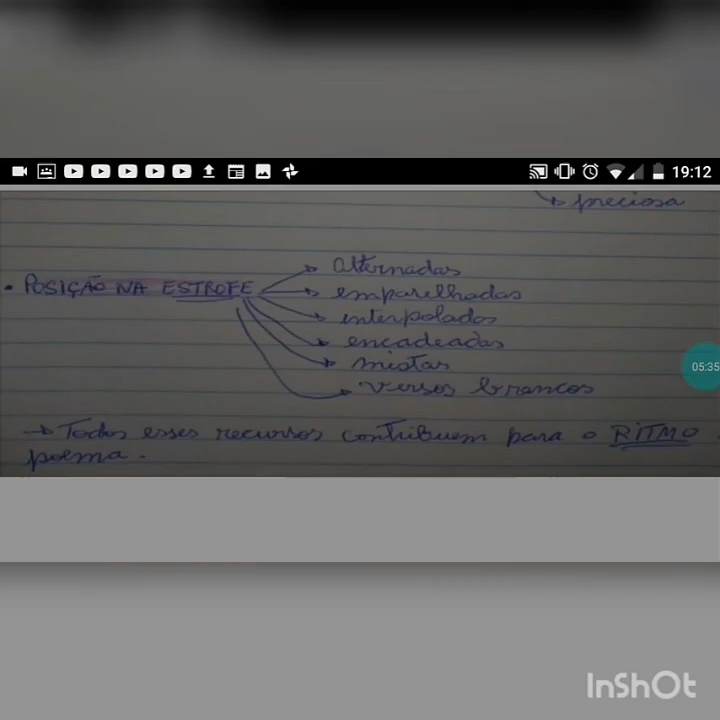 19:12
preciosa
• POSIÇÃO NA ESTROFE
alternadas
emparelhadas
interpolados
encadeadas
mistas
versos brancos
05:35
→ Todos esses recursos contribuem para o RITMO
poema.
InShOt